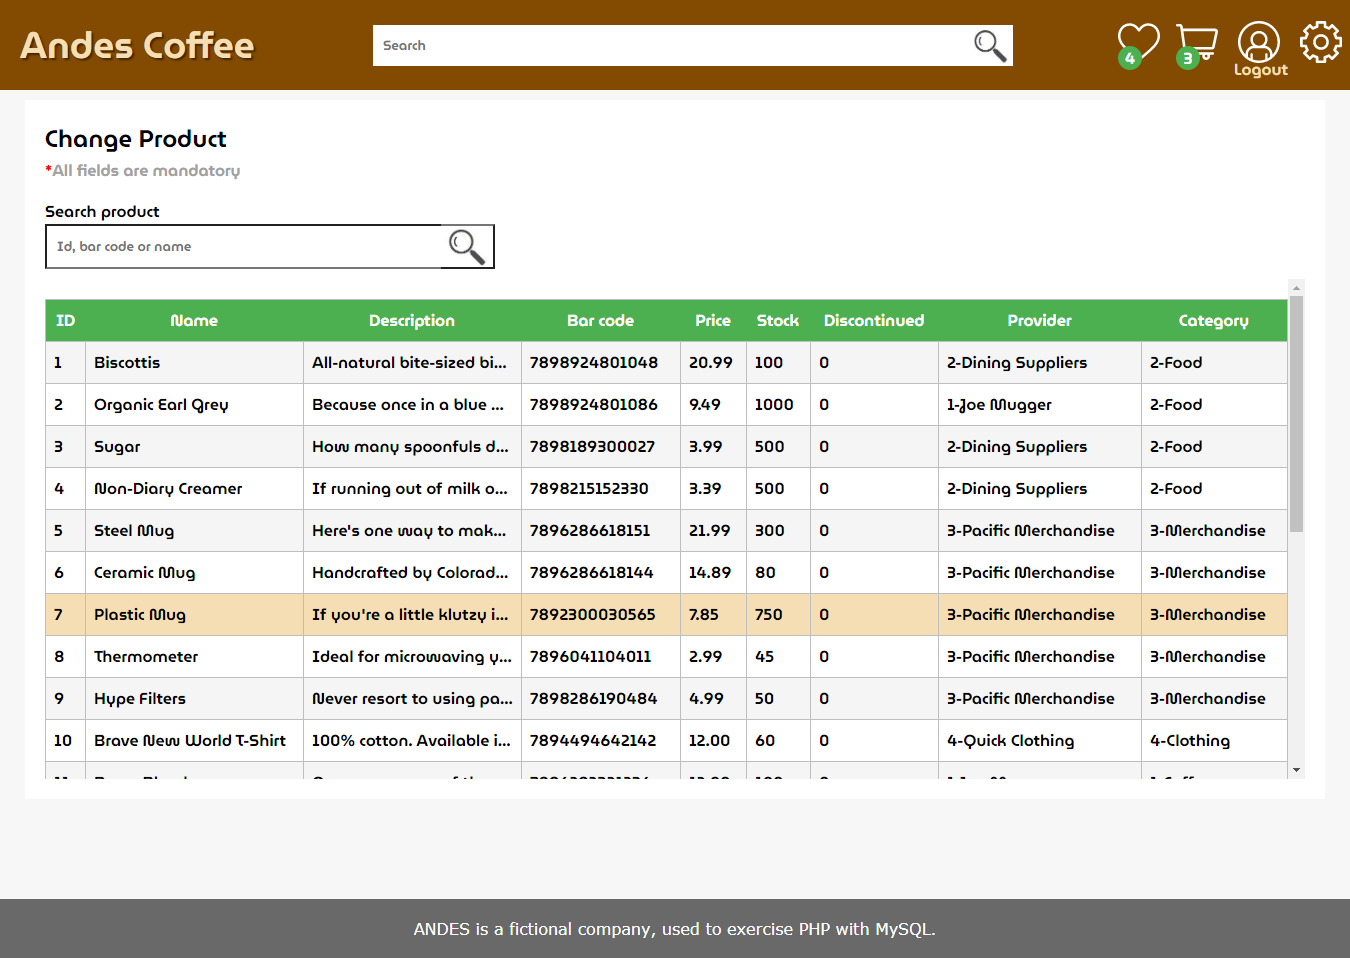 Andes Coffee
Search
4
3
Logout
Change Product
*All fields are mandatory
Search product
Id, bar code or name
ID Name Description Bar code Price Stock Discontinued Provider Category
1 Biscottis All-natural bite-sized bi... 7898924801048 20.99 100 0 2-Dining Suppliers 2-Food
2 Organic Earl Grey Because once in a blue ... 7898924801086 9.49 1000 0 1-Joe Mugger 2-Food
3 Sugar How many spoonfuls d... 7898189300027 3.99 500 0 2-Dining Suppliers 2-Food
4 Non-Diary Creamer If running out of milk o... 7898215152330 3.39 500 0 2-Dining Suppliers 2-Food
5 Steel Mug Here's one way to mak... 7896286618151 21.99 300 0 3-Pacific Merchandise 3-Merchandise
6 Ceramic Mug Handcrafted by Colorad... 7896286618144 14.89 80 0 3-Pacific Merchandise 3-Merchandise
7 Plastic Mug If you're a little klutzy i... 7892300030565 7.85 750 0 3-Pacific Merchandise 3-Merchandise
8 Thermometer Ideal for microwaving y... 7896041104011 2.99 45 0 3-Pacific Merchandise 3-Merchandise
9 Hype Filters Never resort to using pa... 7898286190484 4.99 50 0 3-Pacific Merchandise 3-Merchandise
10 Brave New World T-Shirt 100% cotton. Available i... 7894494642142 12.00 60 0 4-Quick Clothing 4-Clothing
ANDES is a fictional company, used to exercise PHP with MySQL.